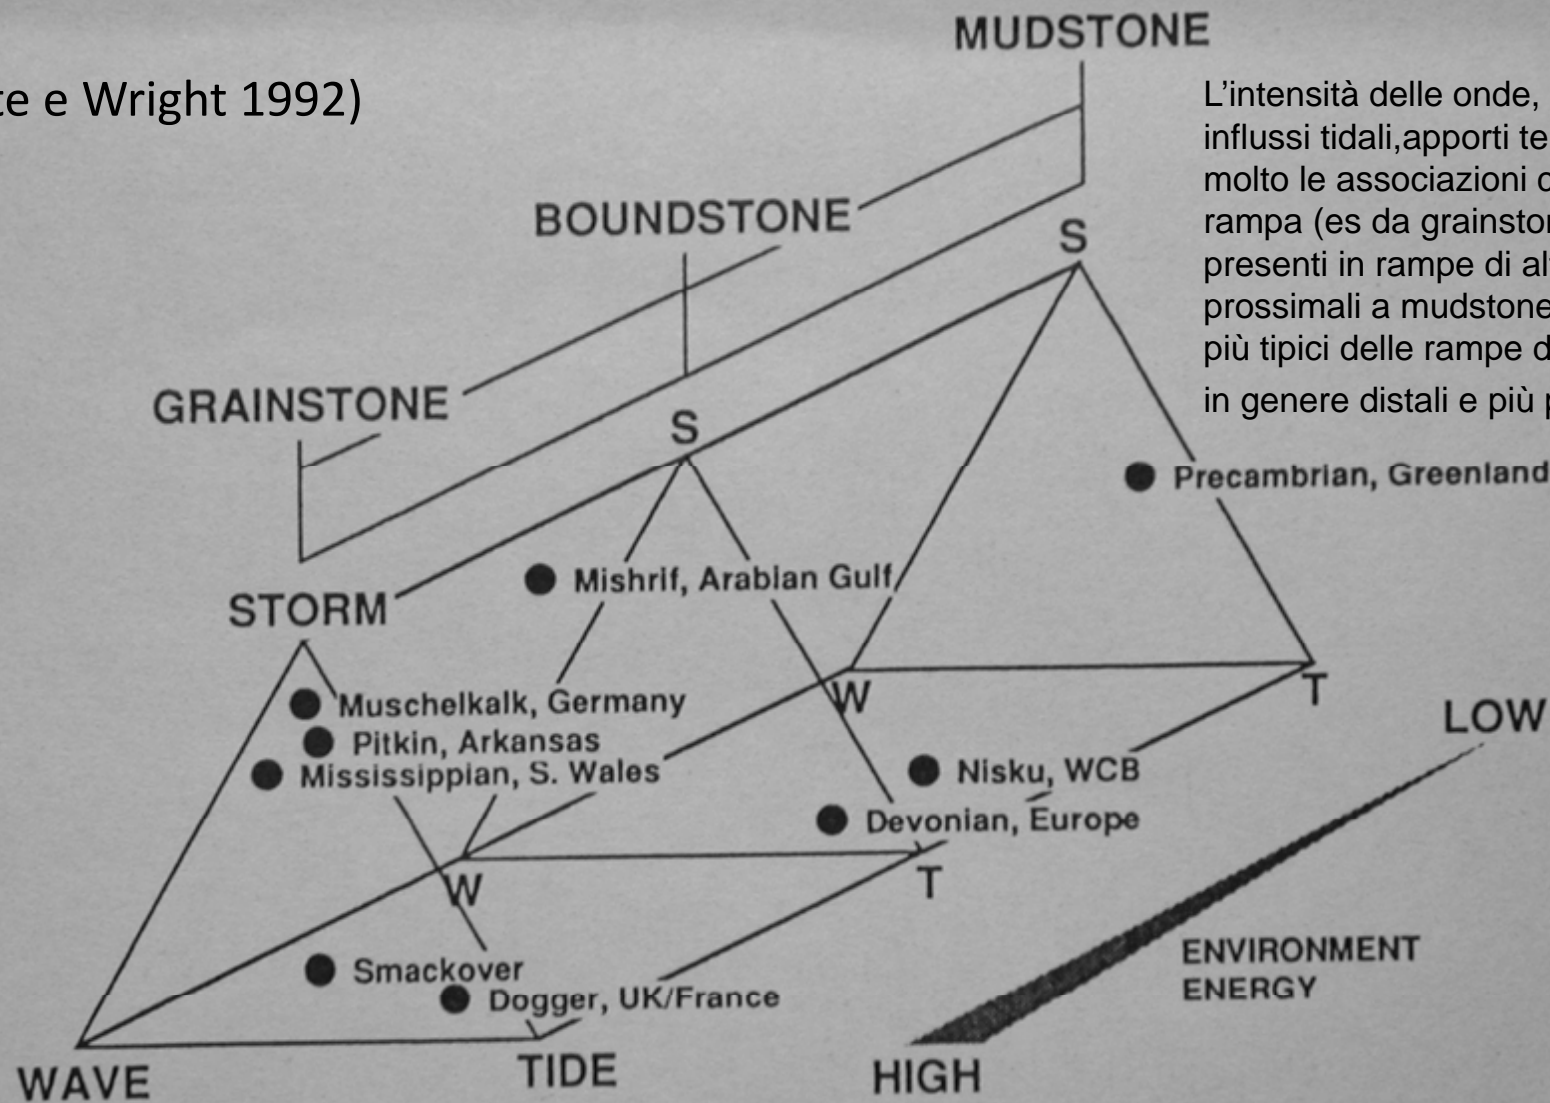 te e Wright 1992)
MUDSTONE
L'intensità delle onde,
influssi tidali,apporti te
molto le associazioni d
rampa (es da grainston
presenti in rampe di al
prossimali a mudstone
più tipici delle rampe d
in genere distali e più p
BOUNDSTONE
S
GRAINSTONE
S
Precambrian, Greenland
Mishrif, Arabian Gulf
STORM
Muschelkalk, Germany
W
T
LOW
Pitkin, Arkansas
Mississippian, S. Wales
Nisku, WCB
Devonian, Europe
W
T
Smackover
ENVIRONMENT
ENERGY
Dogger, UK/France
WAVE
TIDE
HIGH